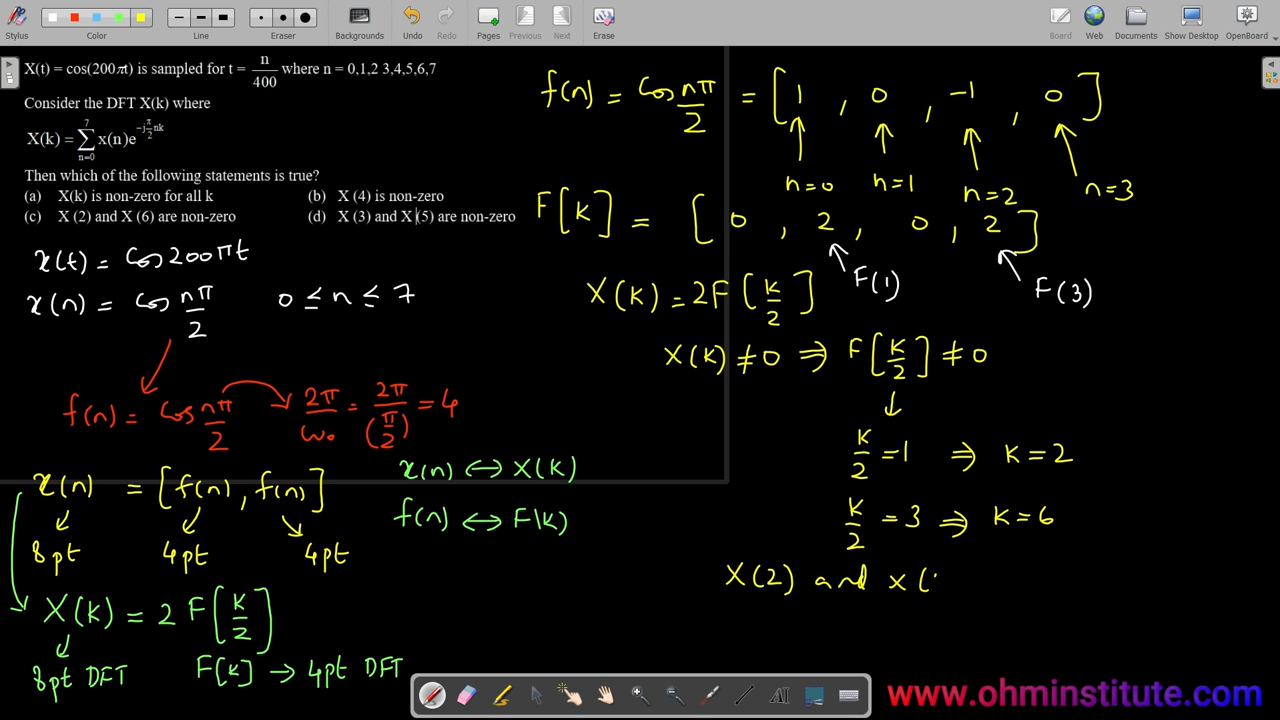 Stylus
Color
Line
Eraser
Backgrounds
Undo
Redo
Pages
Previous
Next
Erase
Board
Web
Documents
Show Desktop
OpenBoard
X(t) = cos(200πt) is sampled for t = n/400 where n = 0,1,2 3,4,5,6,7
Consider the DFT X(k) where
X(k) = ∑ₙ₌₀⁷ x(n)e^(-j(π/2)nk)
Then which of the following statements is true?
(a) X(k) is non-zero for all k
(b) X (4) is non-zero
(c) X (2) and X (6) are non-zero
(d) X (3) and X (5) are non-zero
x(t) = Cos 200πt
x(n) = Cos nπ/2 0 ≤ n ≤ 7
f(n) = Cos nπ/2 2π/ω₀ = 2π/(π/2) = 4
x(n) = [f(n), f(n)]
8pt 4pt 4pt
x(n) ⟺ X(k)
f(n) ⟺ F(k)
X(k) = 2 F[k/2]
8pt DFT F[k] → 4pt DFT
f(n) = Cos nπ/2 = [1, 0, -1, 0]
n=0 n=1 n=2 n=3
F[k] = [0, 2, 0, 2]
F(1) F(3)
X(k) = 2F[k/2]
X(k) ≠ 0 ⇒ F[k/2] ≠ 0
↓
k/2 = 1 ⇒ k = 2
k/2 = 3 ⇒ k = 6
X(2) and x(
www.ohminstitute.com